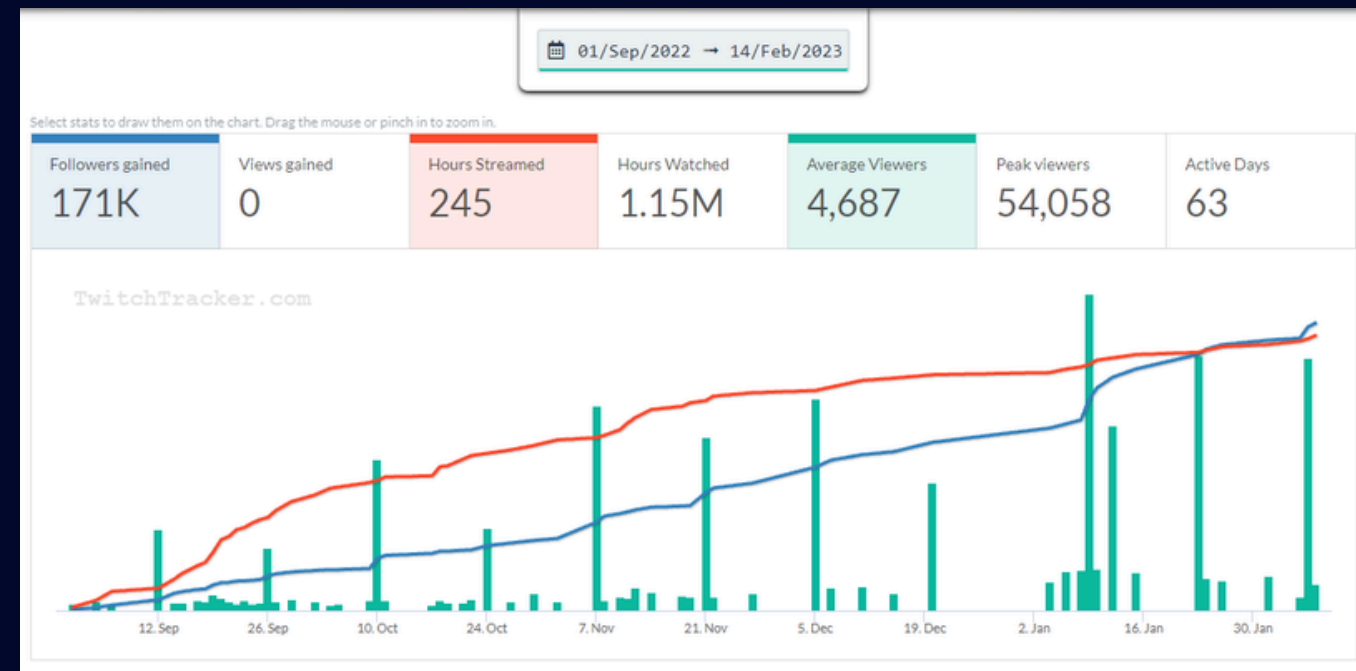 01/Sep/2022 → 14/Feb/2023
Select stats to draw them on the chart. Drag the mouse or pinch in to zoom in.
Followers gained Views gained Hours Streamed Hours Watched Average Viewers Peak viewers Active Days
171K 0 245 1.15M 4,687 54,058 63
TwitchTracker.com
12. Sep 26. Sep 10. Oct 24. Oct 7. Nov 21. Nov 5. Dec 19. Dec 2. Jan 16. Jan 30. Jan